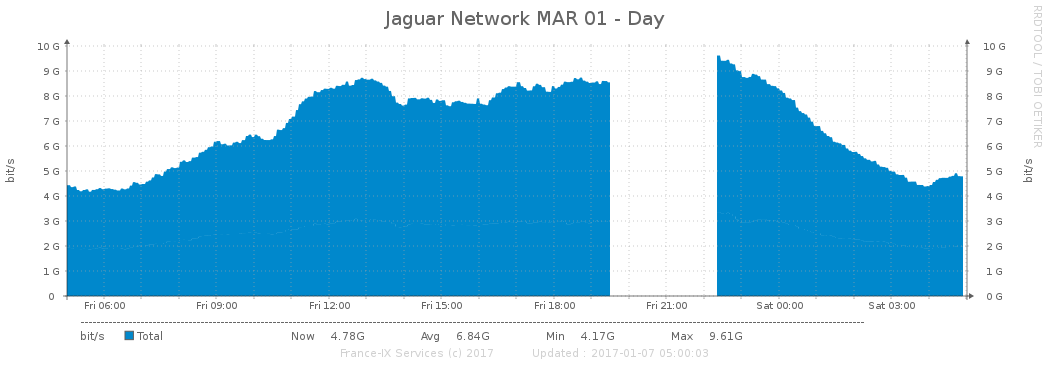 Jaguar Network MAR 01 - Day
RRDTOOL / TOBI OETIKER
bit/s
10 G
9 G
8 G
7 G
6 G
5 G
4 G
3 G
2 G
1 G
0
10 G
9 G
8 G
7 G
6 G
5 G
4 G
3 G
2 G
1 G
0 G
bit/s
Fri 06:00 Fri 09:00 Fri 12:00 Fri 15:00 Fri 18:00 Fri 21:00 Sat 00:00 Sat 03:00
bit/s Total Now 4.78G Avg 6.84G Min 4.17G Max 9.61G
France-IX Services (c) 2017 Updated : 2017-01-07 05:00:03